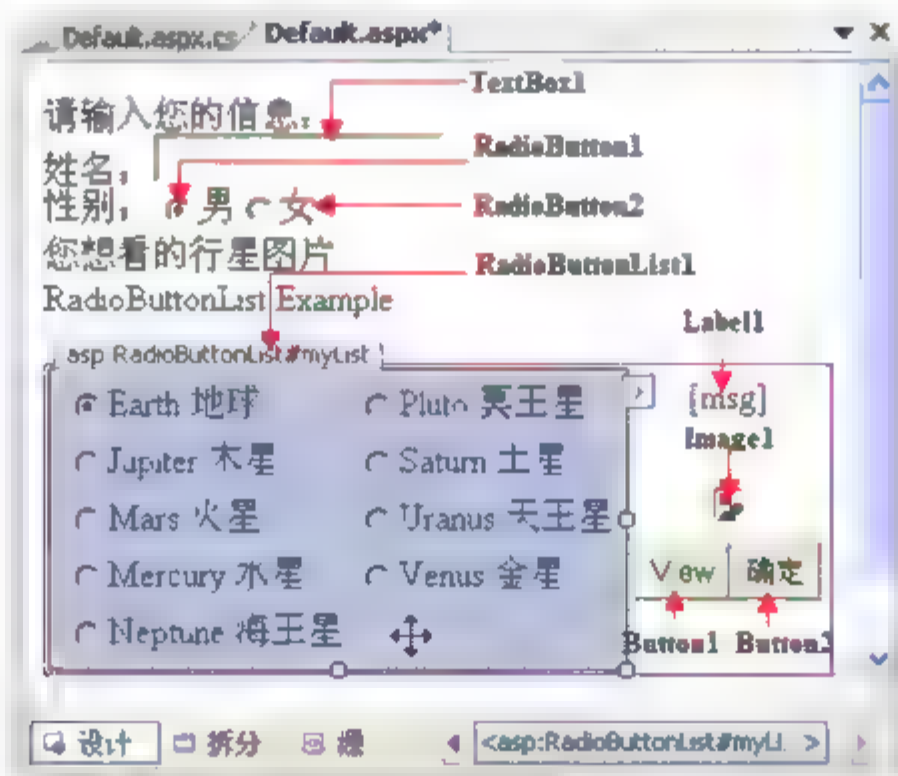 Default.aspx.cs Default.aspx*
TextBox1
请输入您的信息:
RadioButton1
姓名:
性别: 男 女 RadioButton2
您想看的行星图片 RadioButtonList1
RadioButtonList Example
Label1
asp RadioButtonList#myList
Earth 地球 Pluto 冥王星 [msg]
Image1
Jupiter 木星 Saturn 土星
Mars 火星 Uranus 天王星
Mercury 水星 Venus 金星 View 确定
Neptune 海王星 Button1 Button2
设计 拆分 <asp:RadioButtonList#myLi. >